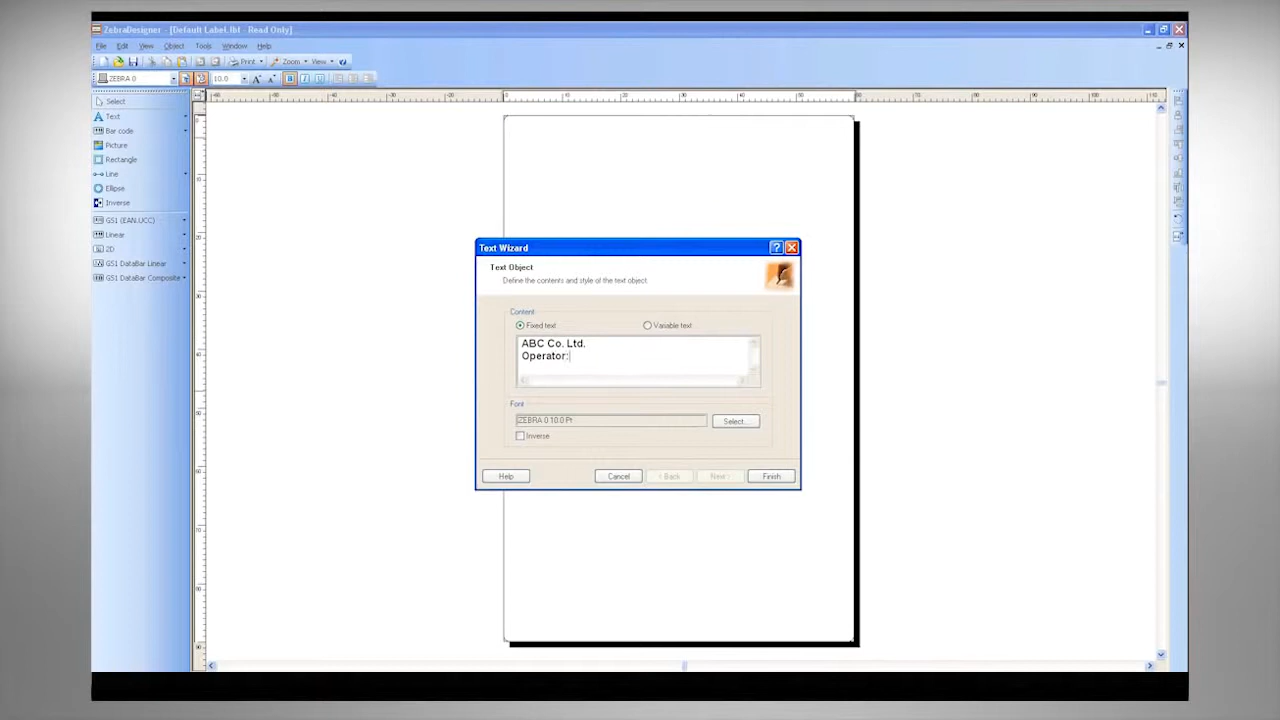 ZebraDesigner - [Default Label.lbl - Read Only]
File Edit View Object Tools Window Help
Print Zoom View
ZEBRA 0 10.0 B I U
Select
Text
Bar code
Picture
Rectangle
Line
Ellipse
Inverse
GS1 (EAN.UCC)
Linear
2D
GS1 DataBar Linear
GS1 DataBar Composite
Text Wizard
Text Object
Define the contents and style of the text object.
Content
Fixed text Variable text
ABC Co. Ltd.
Operator:
Font
ZEBRA 0 10.0 Pt
Select...
Inverse
Help Cancel < Back Next > Finish